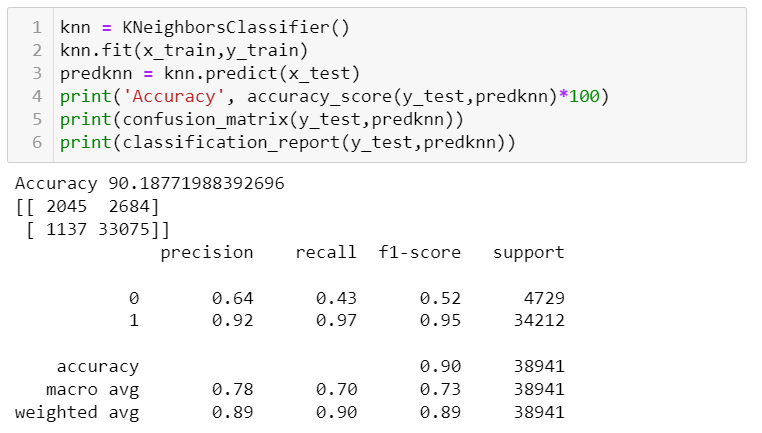 1 knn = KNeighborsClassifier()
2 knn.fit(x_train,y_train)
3 predknn = knn.predict(x_test)
4 print('Accuracy', accuracy_score(y_test,predknn)*100)
5 print(confusion_matrix(y_test,predknn))
6 print(classification_report(y_test,predknn))
Accuracy 90.18771988392696
[[ 2045  2684]
 [ 1137 33075]]
              precision    recall  f1-score   support

           0       0.64      0.43      0.52      4729
           1       0.92      0.97      0.95     34212

    accuracy                           0.90     38941
   macro avg       0.78      0.70      0.73     38941
weighted avg       0.89      0.90      0.89     38941